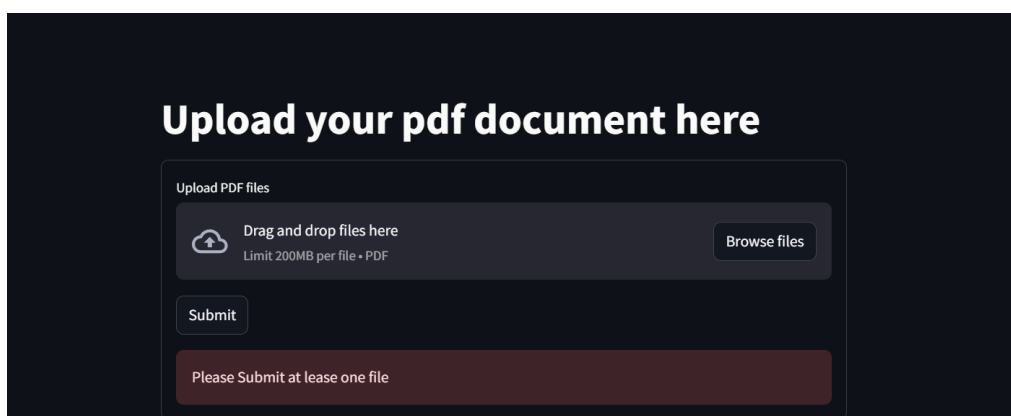 Upload your pdf document here
Upload PDF files
Drag and drop files here
Limit 200MB per file • PDF
Browse files
Submit
Please Submit at lease one file